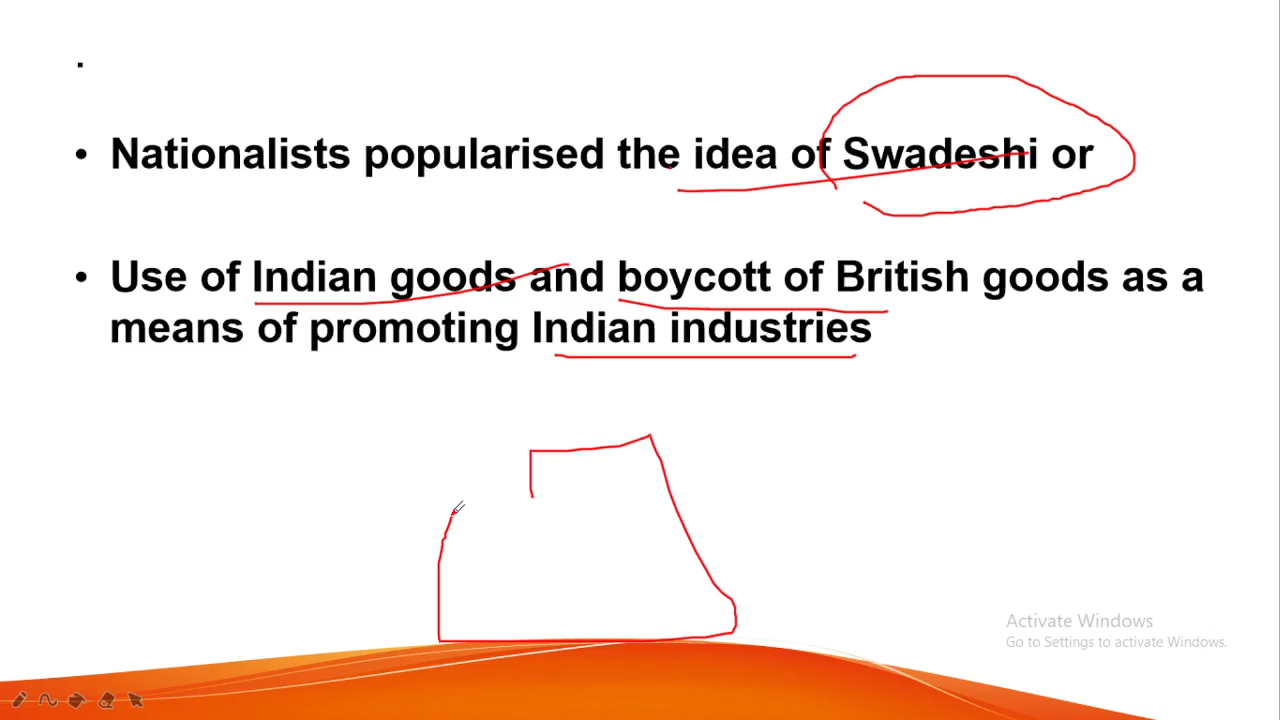 • Nationalists popularised the idea of Swadeshi or
• Use of Indian goods and boycott of British goods as a
means of promoting Indian industries
Activate Windows
Go to Settings to activate Windows.